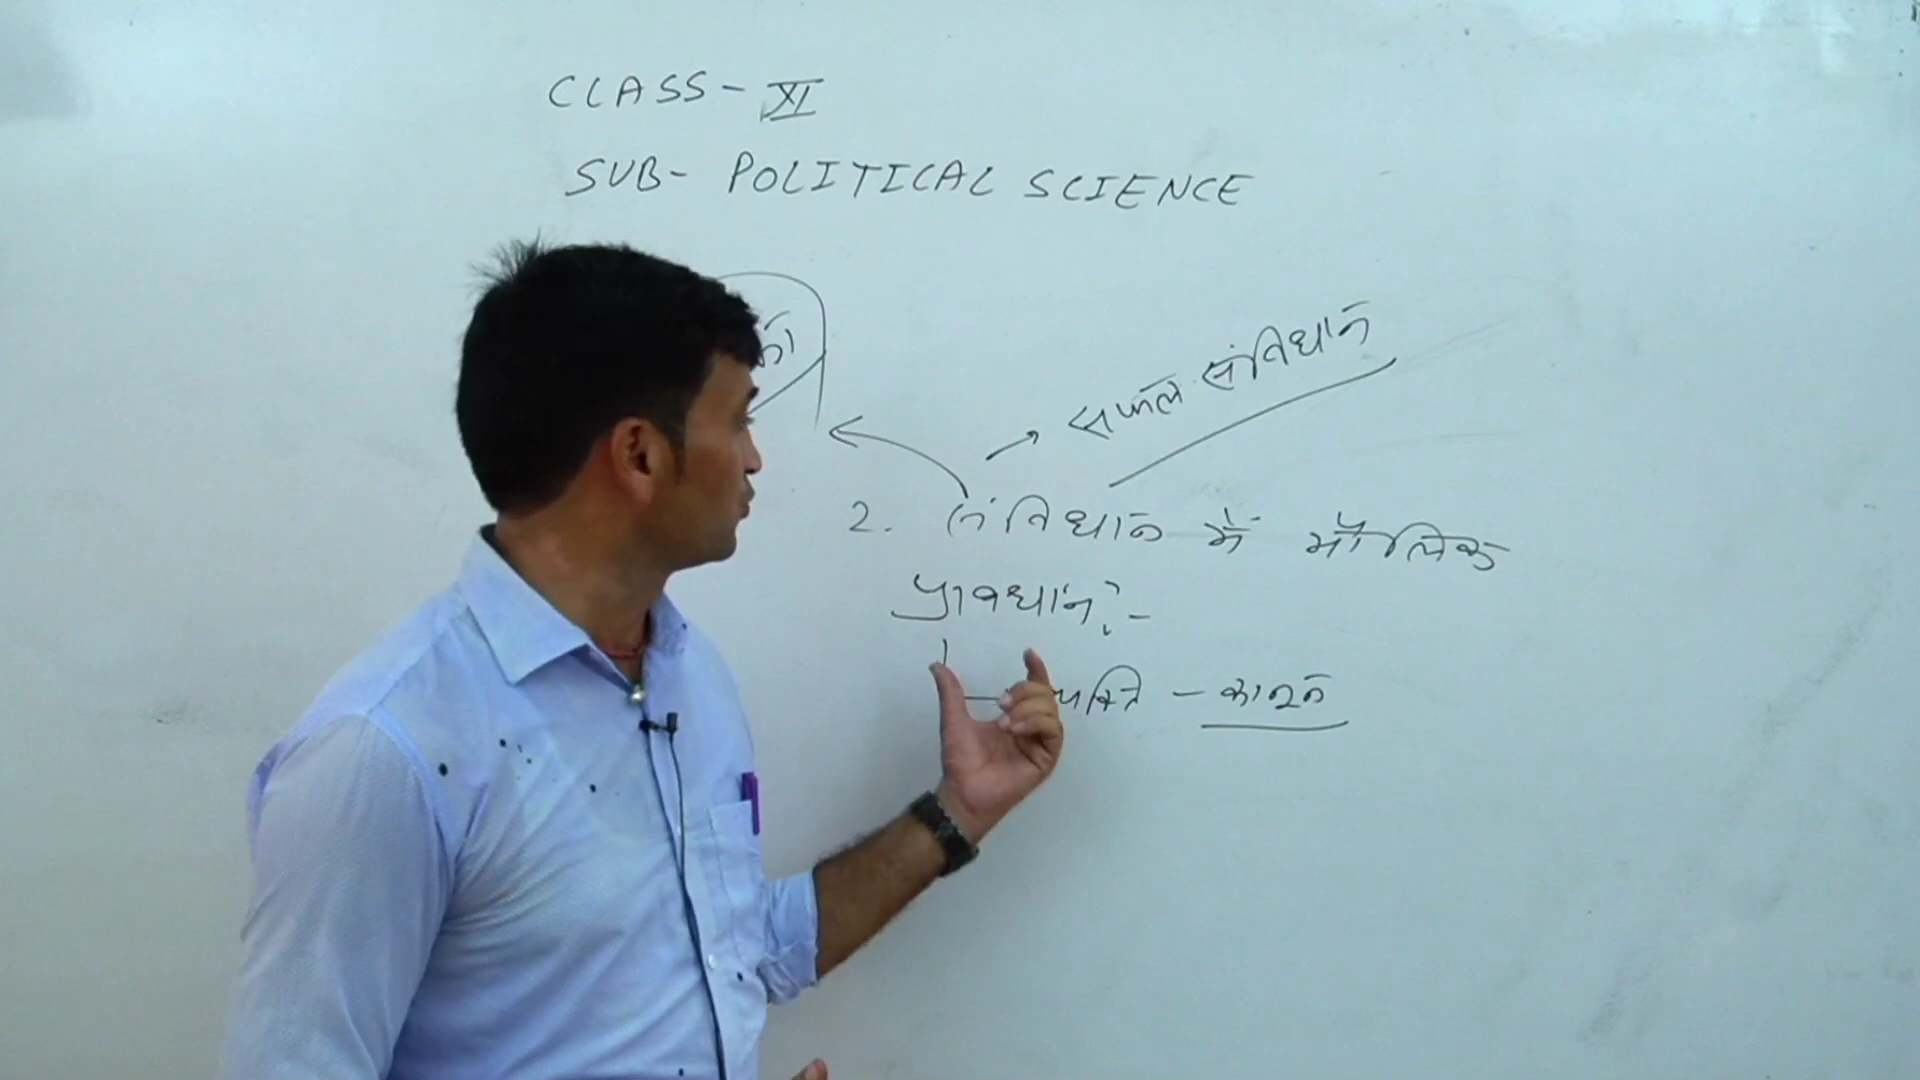 CLASS - XI
SUB - POLITICAL SCIENCE
सफल संविधान
2. संविधान में मौलिक
प्रावधान :-
- कानून